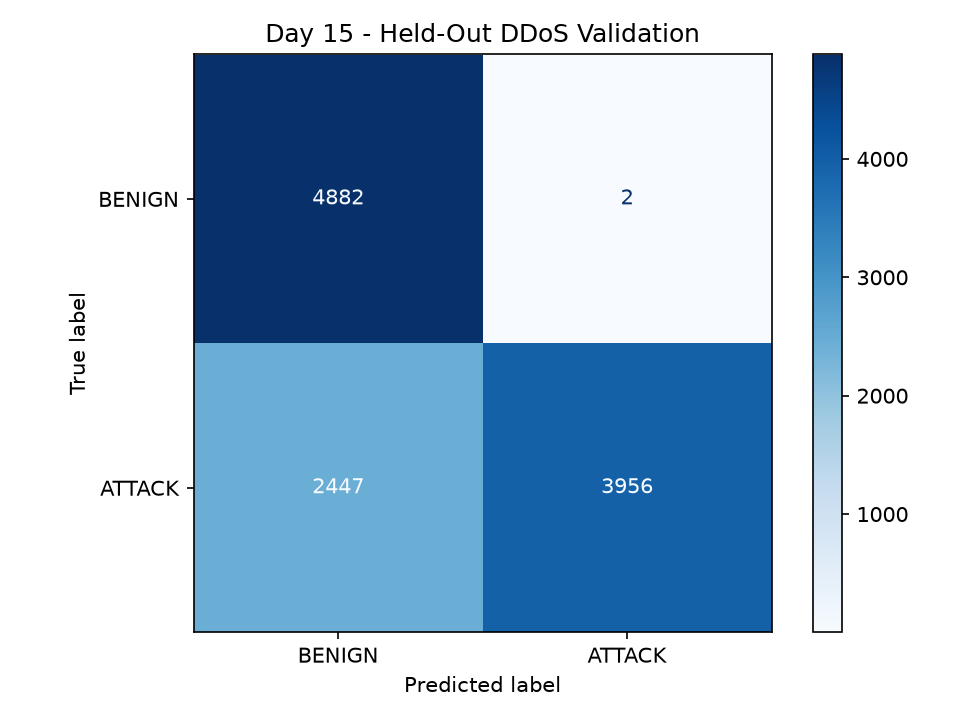 Day 15 - Held-Out DDoS Validation
BENIGN
ATTACK
True label
4882
2
2447
3956
BENIGN
ATTACK
Predicted label
4000
3000
2000
1000